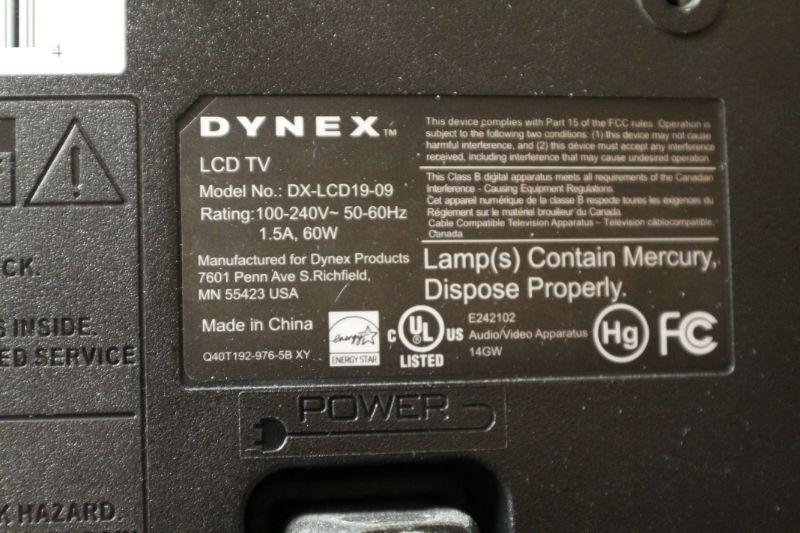 4
CK.
S INSIDE.
ED SERVICE
K HAZARD.
DYNEX™
LCD TV
Model No.: DX-LCD19-09
Rating:100-240V~ 50-60Hz
1.5A, 60W
Manufactured for Dynex Products
7601 Penn Ave S.Richfield,
MN 55423 USA
Made in China
Q40T192-976-5B XY
energy
ENERGY STAR
This device complies with Part 15 of the FCC rules. Operation is
subject to the following two conditions: (1) this device may not cause
harmful interference, and (2) this device must accept any interference
received, including interference that may cause undesired operation.
This Class B digital apparatus meets all requirements of the Canadian
Interference - Causing Equipment Regulations.
Cet appareil numérique de la classe B respecte toutes les exigences du
Réglement sur le matériel brouilleur du Canada.
Cable Compatible Television Apparatus – Télévision câblocompatible,
Canada
Lamp(s) Contain Mercury,
Dispose Properly.
C UL ® US
LISTED
E242102
Audio/Video Apparatus
14GW
Hg
FC
POWER